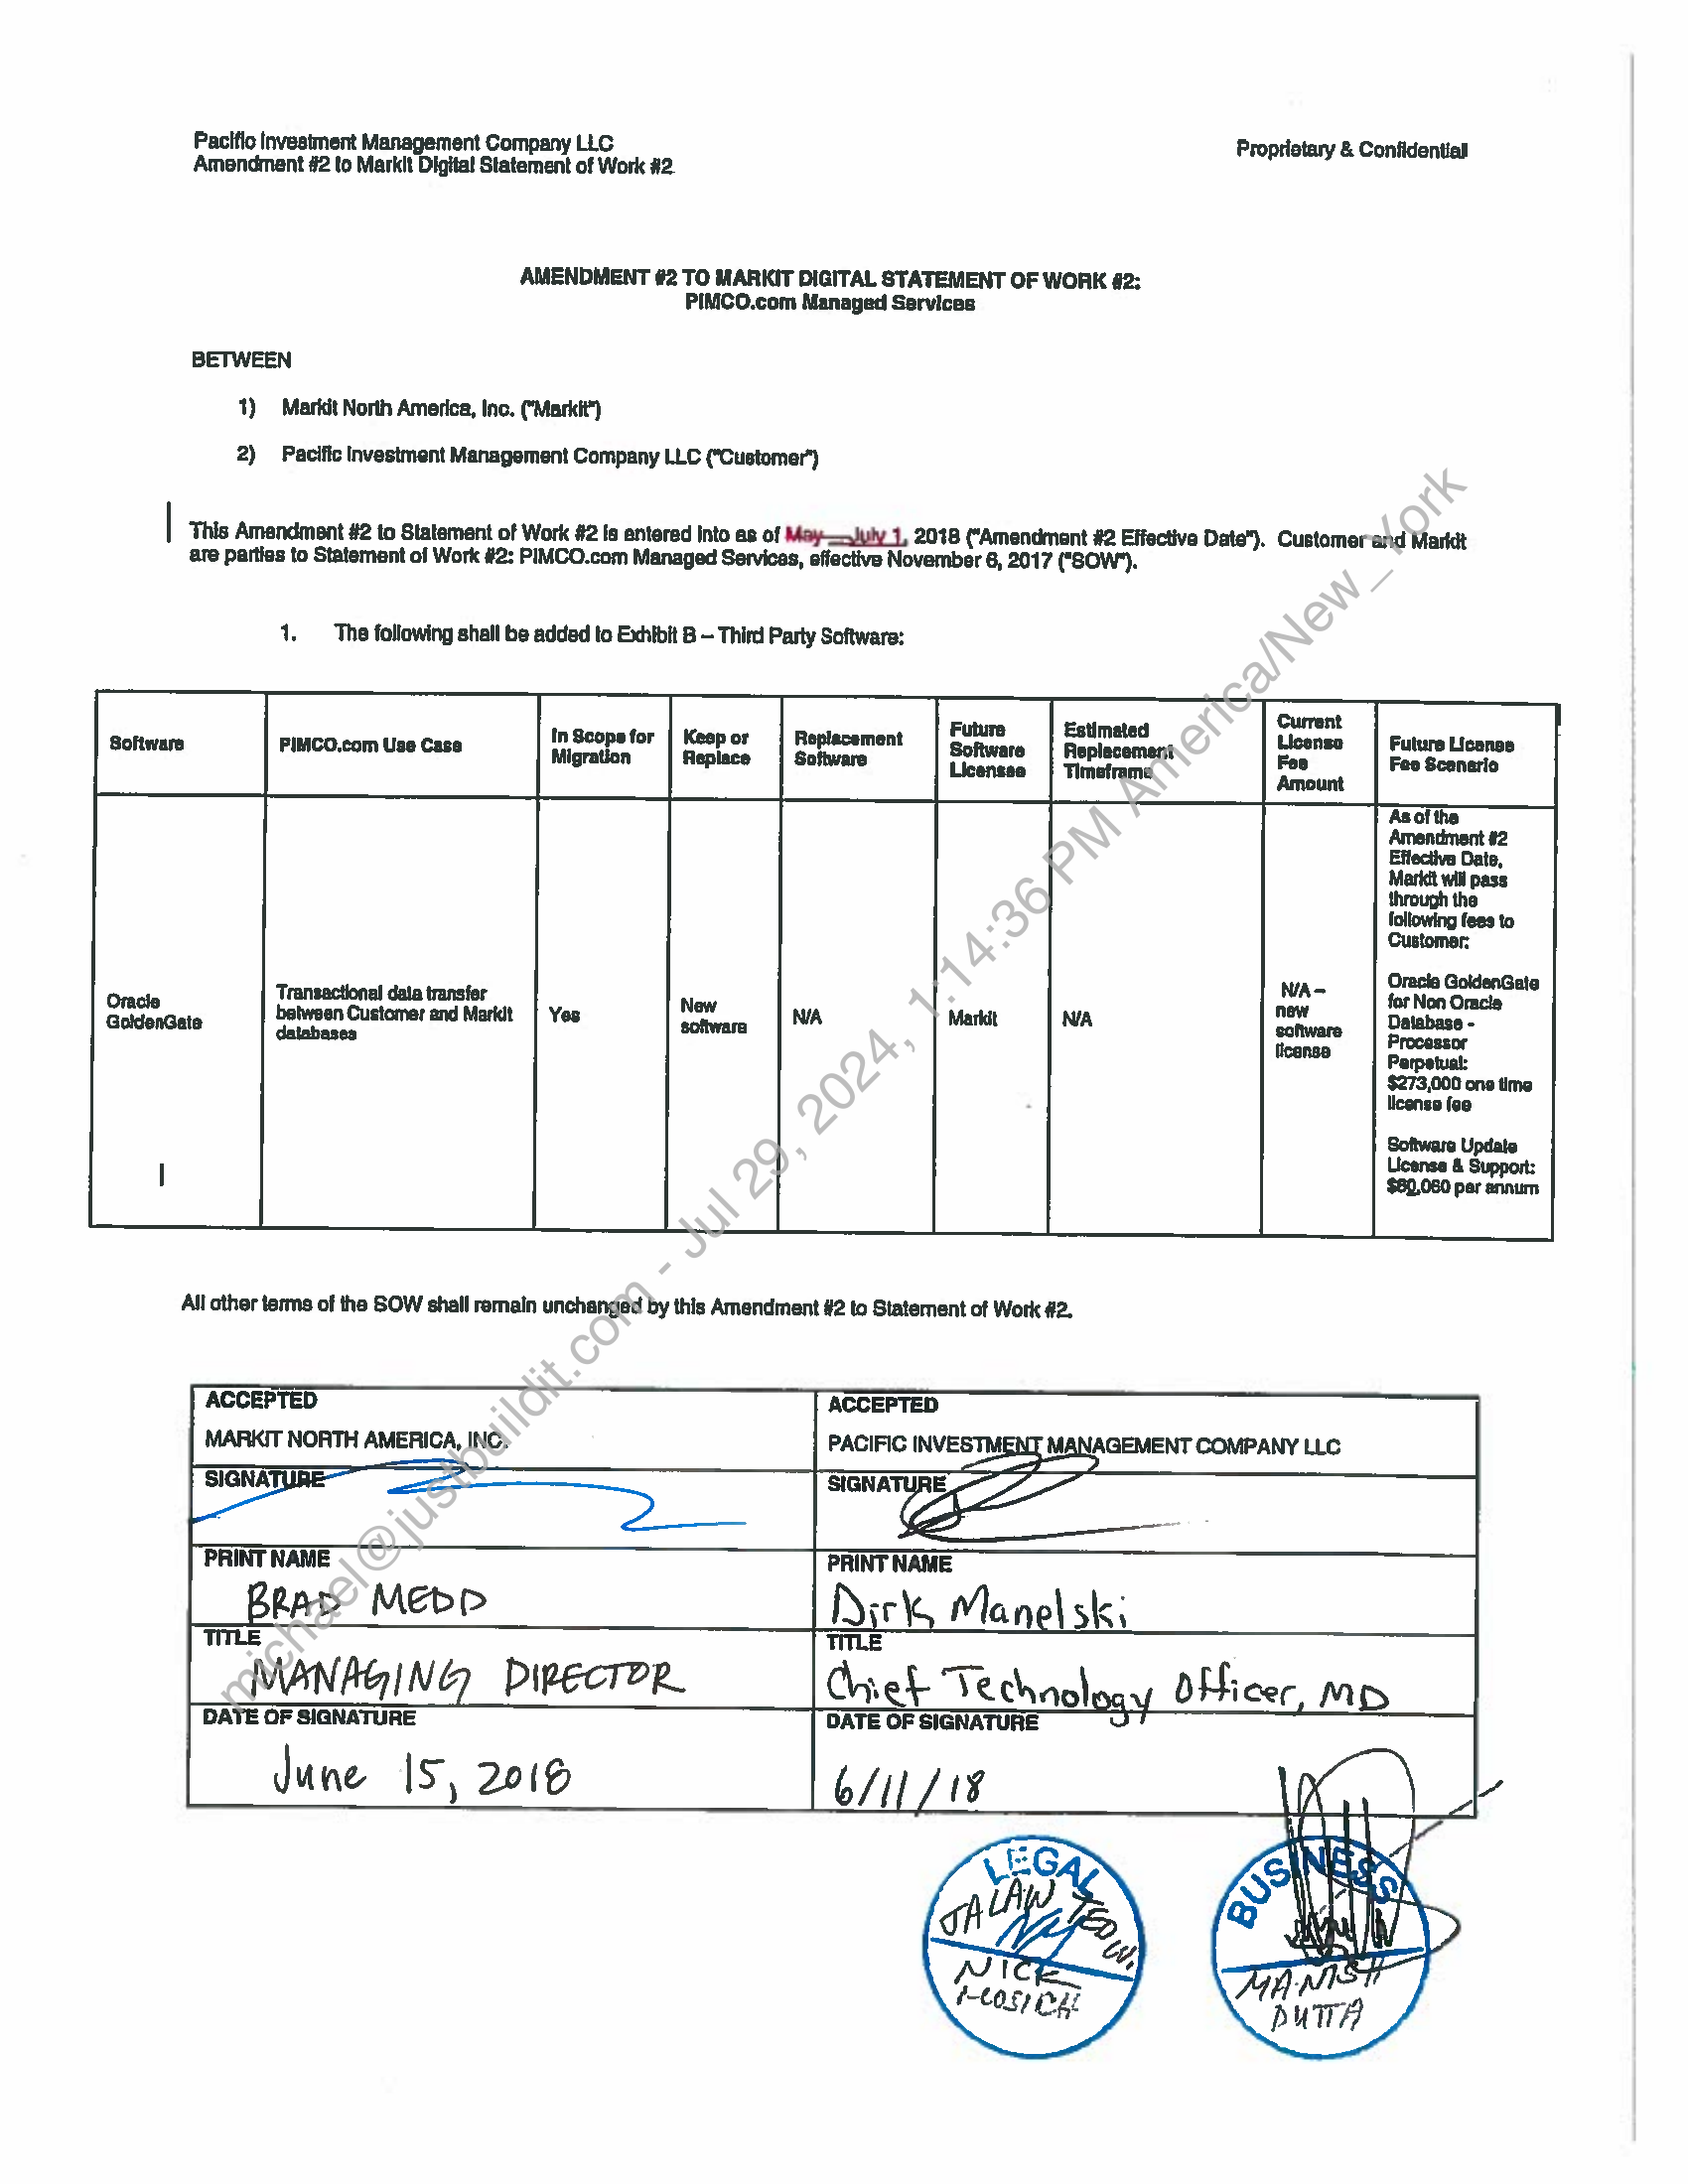 Pacific Investment Management Company LLC
Amendment #2 to Markit Digital Statement of Work #2
Proprietary & Confidential
AMENDMENT #2 TO MARKIT DIGITAL STATEMENT OF WORK #2:
PIMCO.com Managed Services
BETWEEN
1) Markit North America, Inc. ("Markit")
2) Pacific Investment Management Company LLC ("Customer")
This Amendment #2 to Statement of Work #2 is entered into as of May July 1, 2018 ("Amendment #2 Effective Date"). Customer and Markit
are parties to Statement of Work #2: PIMCO.com Managed Services, effective November 6, 2017 ("SOW").
1. The following shall be added to Exhibit B – Third Party Software:
Software
PIMCO.com Use Case
In Scope for
Migration
Keep or
Replace
Replacement
Software
Future
Software
Licensee
Estimated
Replacement
Timeframe
Current
License
Fee
Amount
Future License
Fee Scenario
Oracle
GoldenGate
Transactional data transfer
between Customer and Markit
databases
Yes
New
software
N/A
Markit
N/A
N/A –
new
software
license
As of the
Amendment #2
Effective Date,
Markit will pass
through the
following fees to
Customer:
Oracle GoldenGate
for Non Oracle
Database -
Processor
Perpetual:
$273,000 one time
license fee
Software Update
License & Support:
$60,060 per annum
All other terms of the SOW shall remain unchanged by this Amendment #2 to Statement of Work #2.
ACCEPTED
MARKIT NORTH AMERICA, INC.
SIGNATURE
PRINT NAME
BRAD MEDD
TITLE
MANAGING DIRECTOR
DATE OF SIGNATURE
June 15, 2018
ACCEPTED
PACIFIC INVESTMENT MANAGEMENT COMPANY LLC
SIGNATURE
PRINT NAME
Dirk Manelski
TITLE
Chief Technology Officer, MD
DATE OF SIGNATURE
6/11/18
LEGAL
NICK
BUSINESS
MANISH
DUTTA
michael@justbuildit.com - Jul 29, 2024, 1:14:36 PM America/New_York